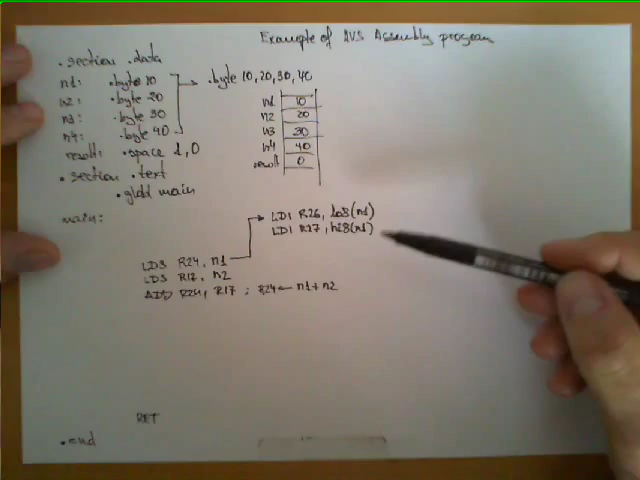 Example of AVS Assembly program
.section .data
n1: .byte 10
n2: .byte 20
n3: .byte 30
n4: .byte 40
result: .space 1,0
.byte 10,20,30,40
n1 10
n2 20
n3 30
n4 40
result 0
.section .text
.globl main
main:
LDI R26, lo8(n1)
LDI R27, hi8(n1)
LDS R24, n1
LDS R17, n2
ADD R24, R17 ; R24 ← n1+n2
RET
.end